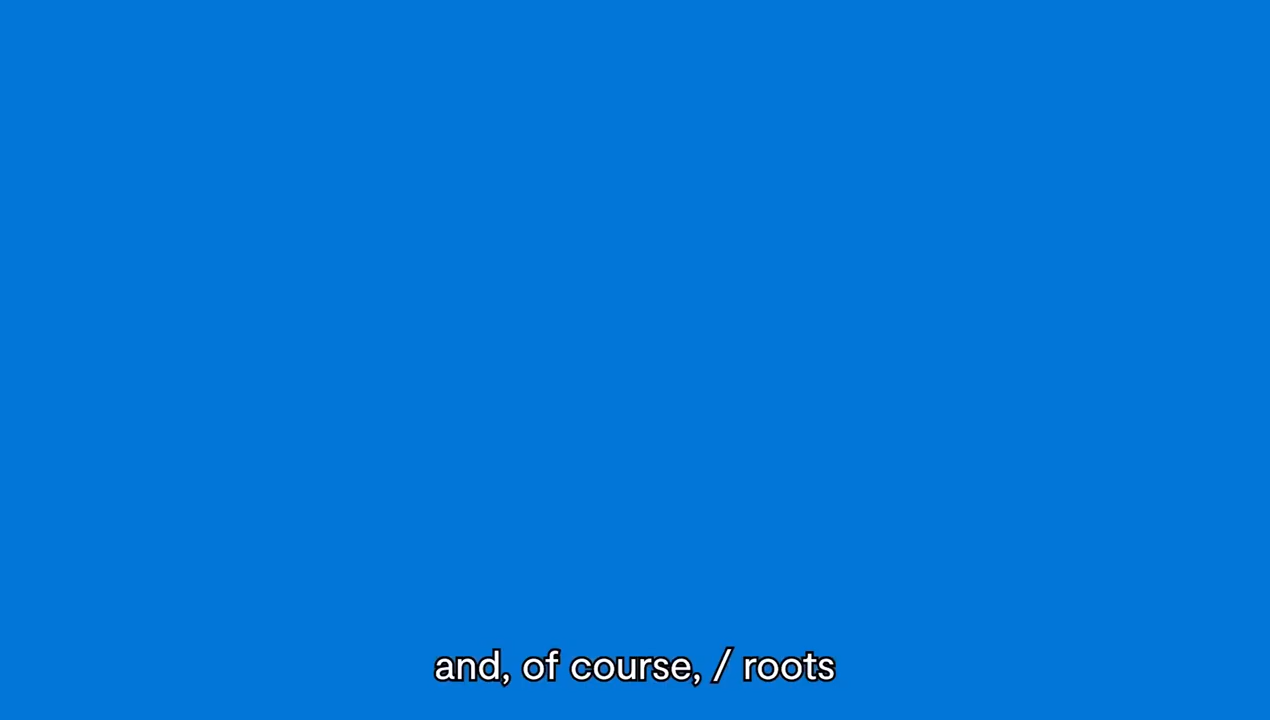 and, of course, / roots